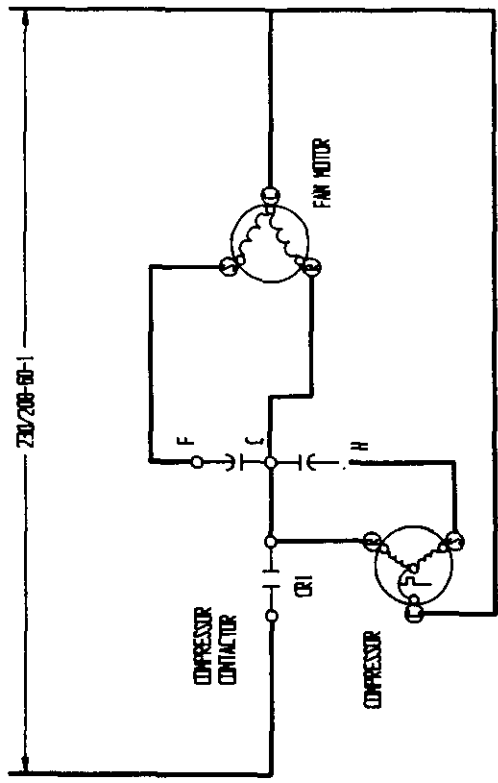 230/208-60-1
FAN MOTOR
S
C
R
F
C
H
COMPRESSOR
CONTACTOR
CR1
COMPRESSOR
R
S
C